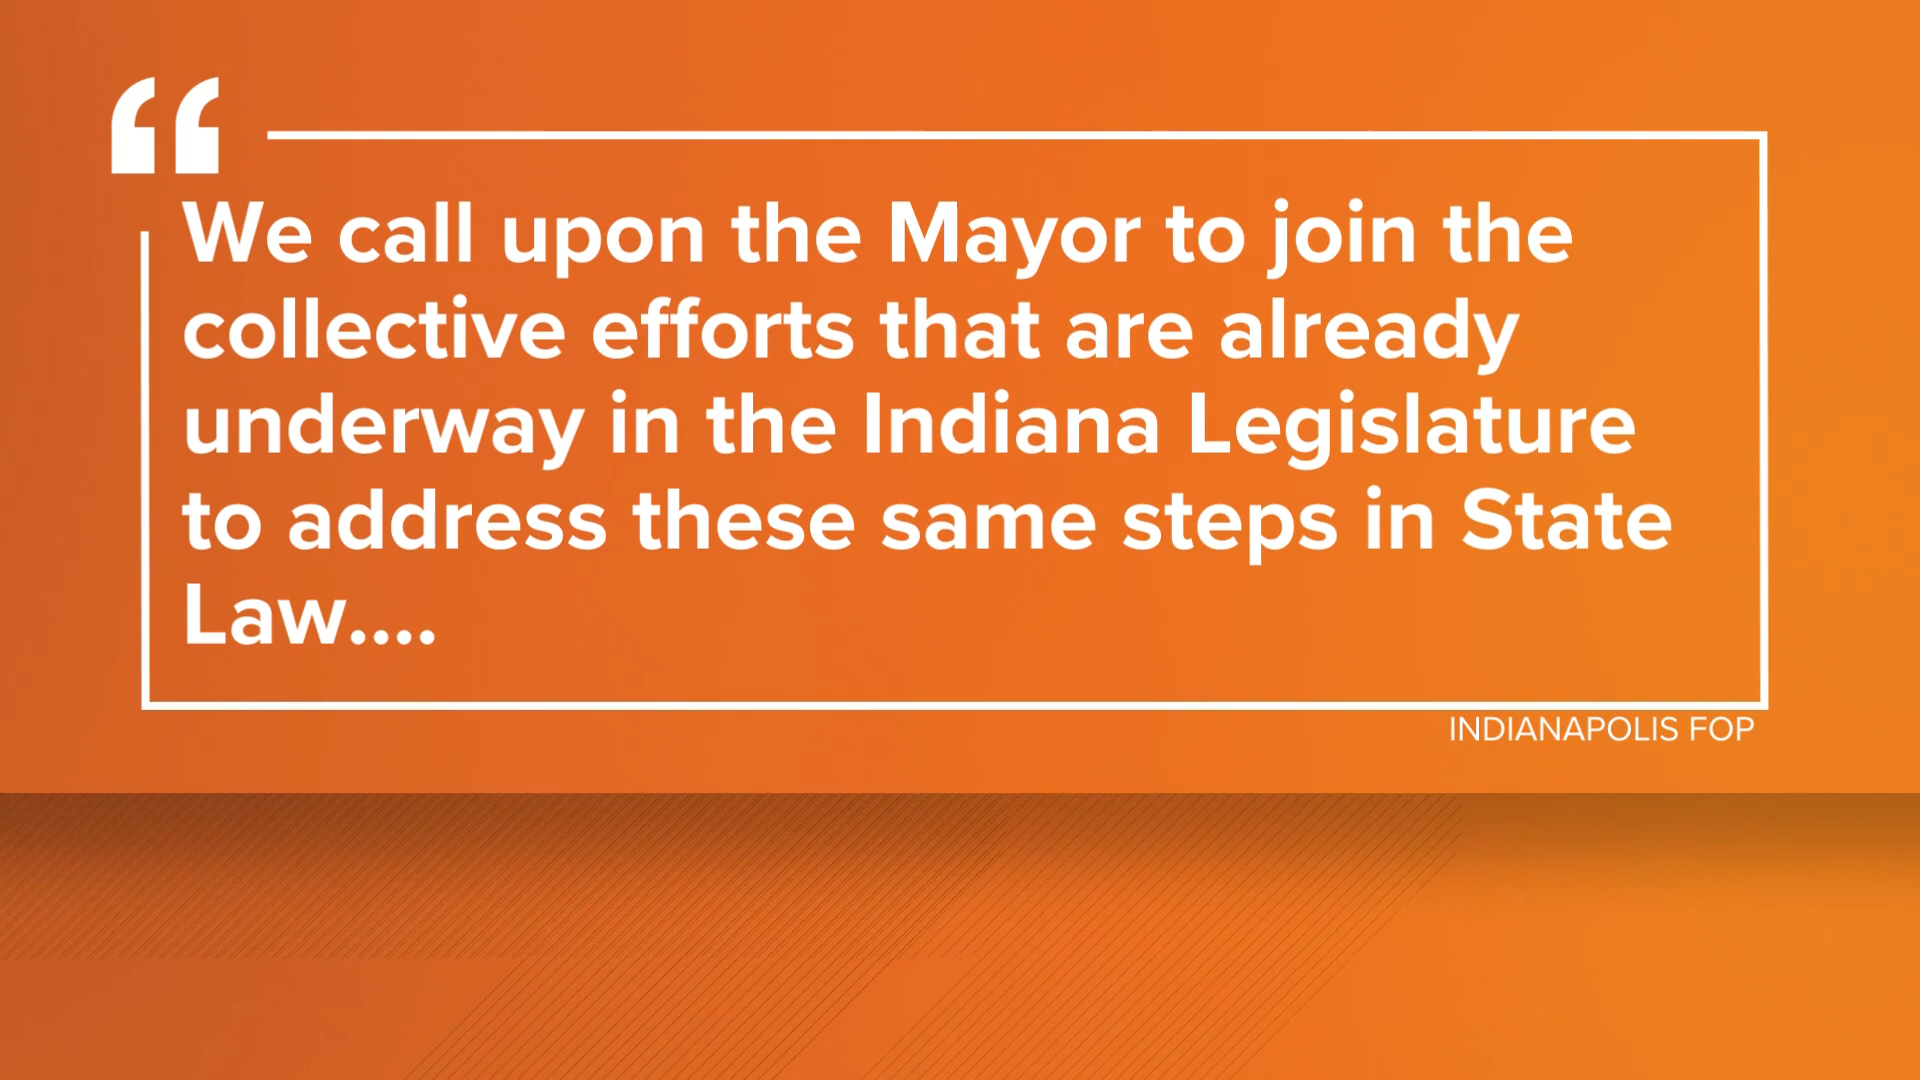 “
We call upon the Mayor to join the
collective efforts that are already
underway in the Indiana Legislature
to address these same steps in State
Law....
INDIANAPOLIS FOP